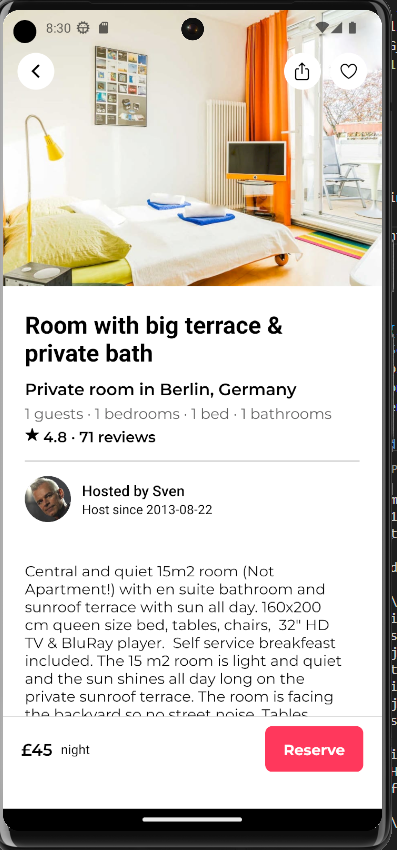 8:30
Room with big terrace &
private bath
Private room in Berlin, Germany
1 guests · 1 bedrooms · 1 bed · 1 bathrooms
★ 4.8 · 71 reviews
Hosted by Sven
Host since 2013-08-22
Central and quiet 15m2 room (Not
Apartment!) with en suite bathroom and
sunroof terrace with sun all day. 160x200
cm queen size bed, tables, chairs,  32" HD
TV & BluRay player.  Self service breakfeast
included. The 15 m2 room is light and quiet
and the sun shines all day long on the
private sunroof terrace. The room is facing
the backyard so no street noise. Tables
£45 night
Reserve